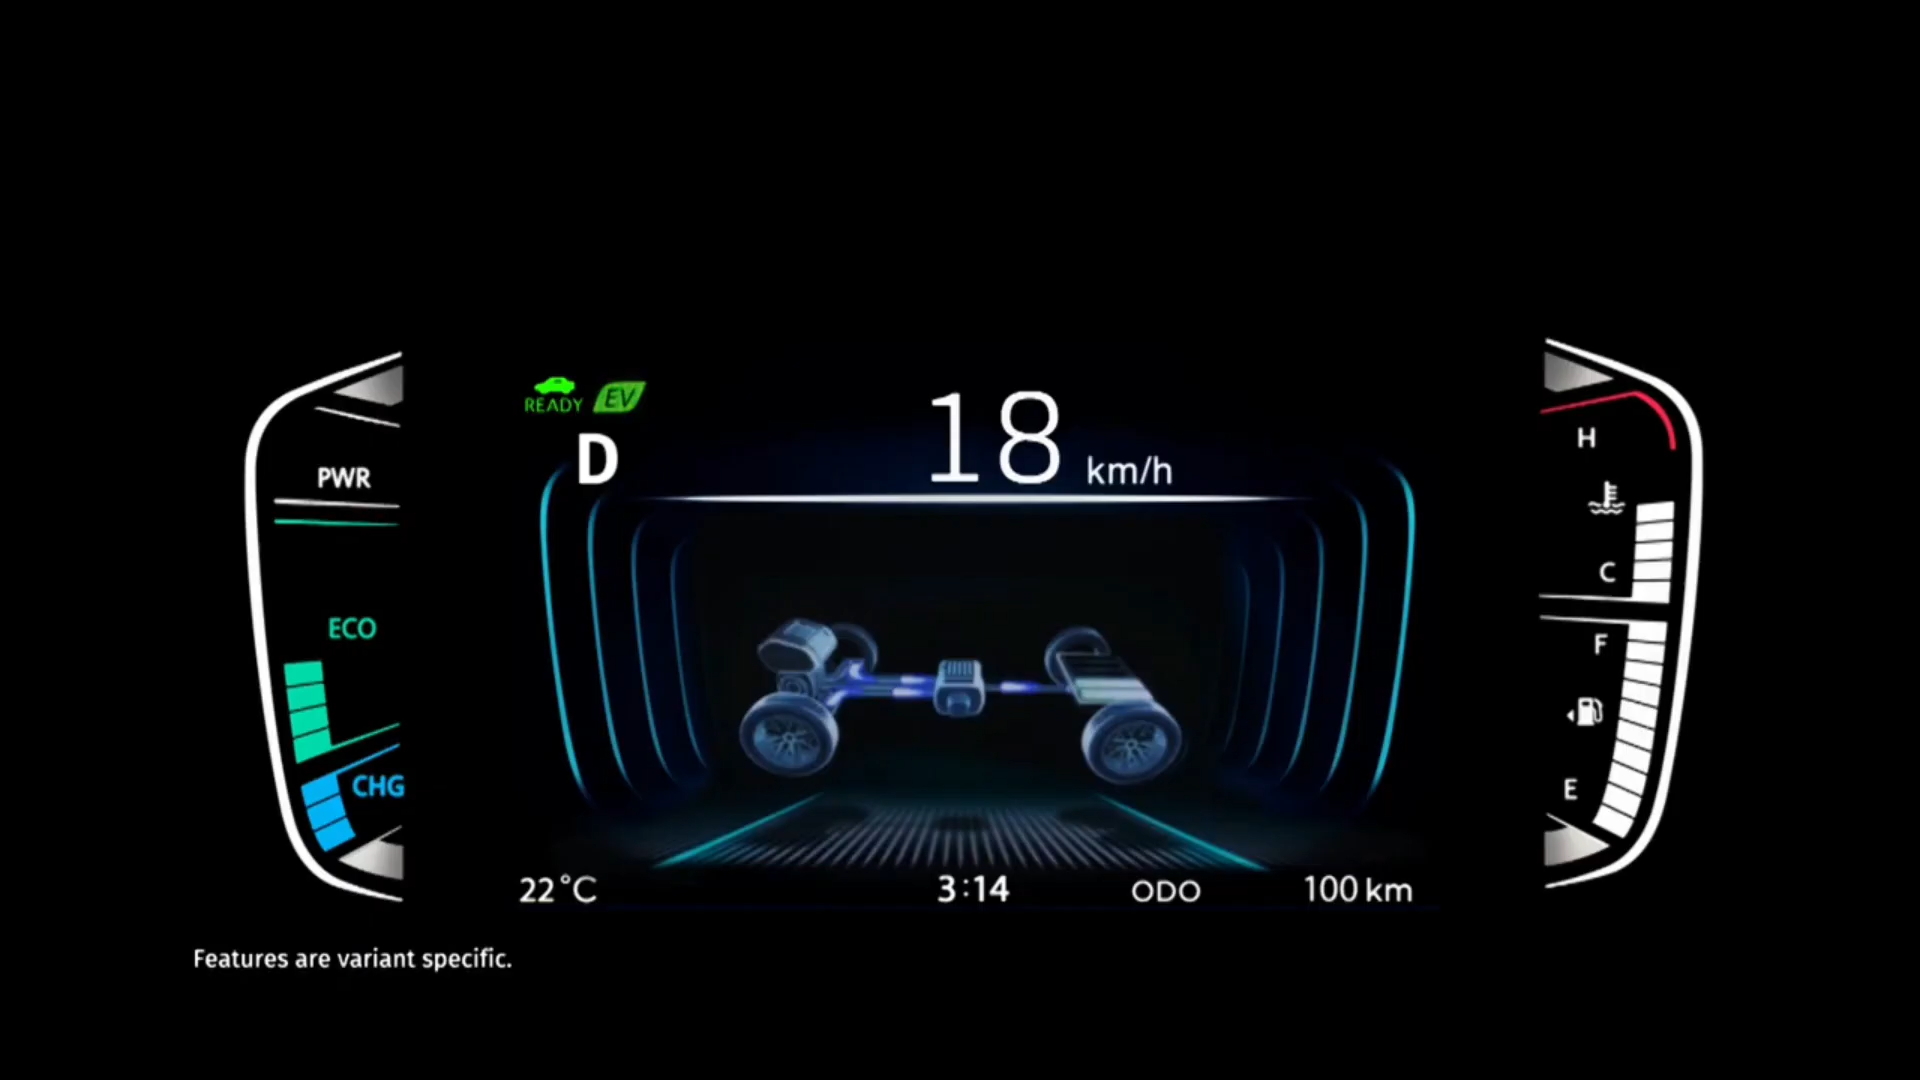 READY EV
D
18 km/h
PWR
ECO
CHG
H
C
F
E
22°C
3:14
ODO
100 km
Features are variant specific.